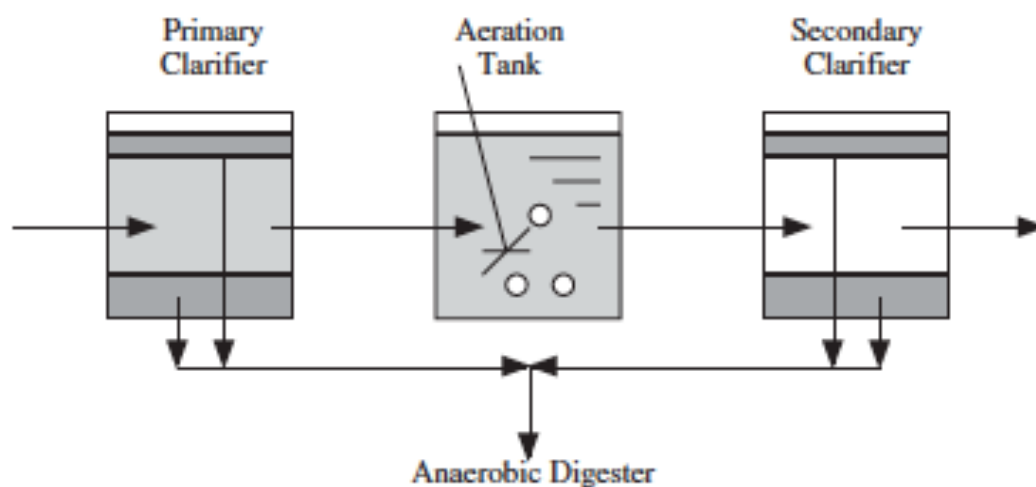 Primary
Clarifier
Aeration
Tank
Secondary
Clarifier
Anaerobic Digester